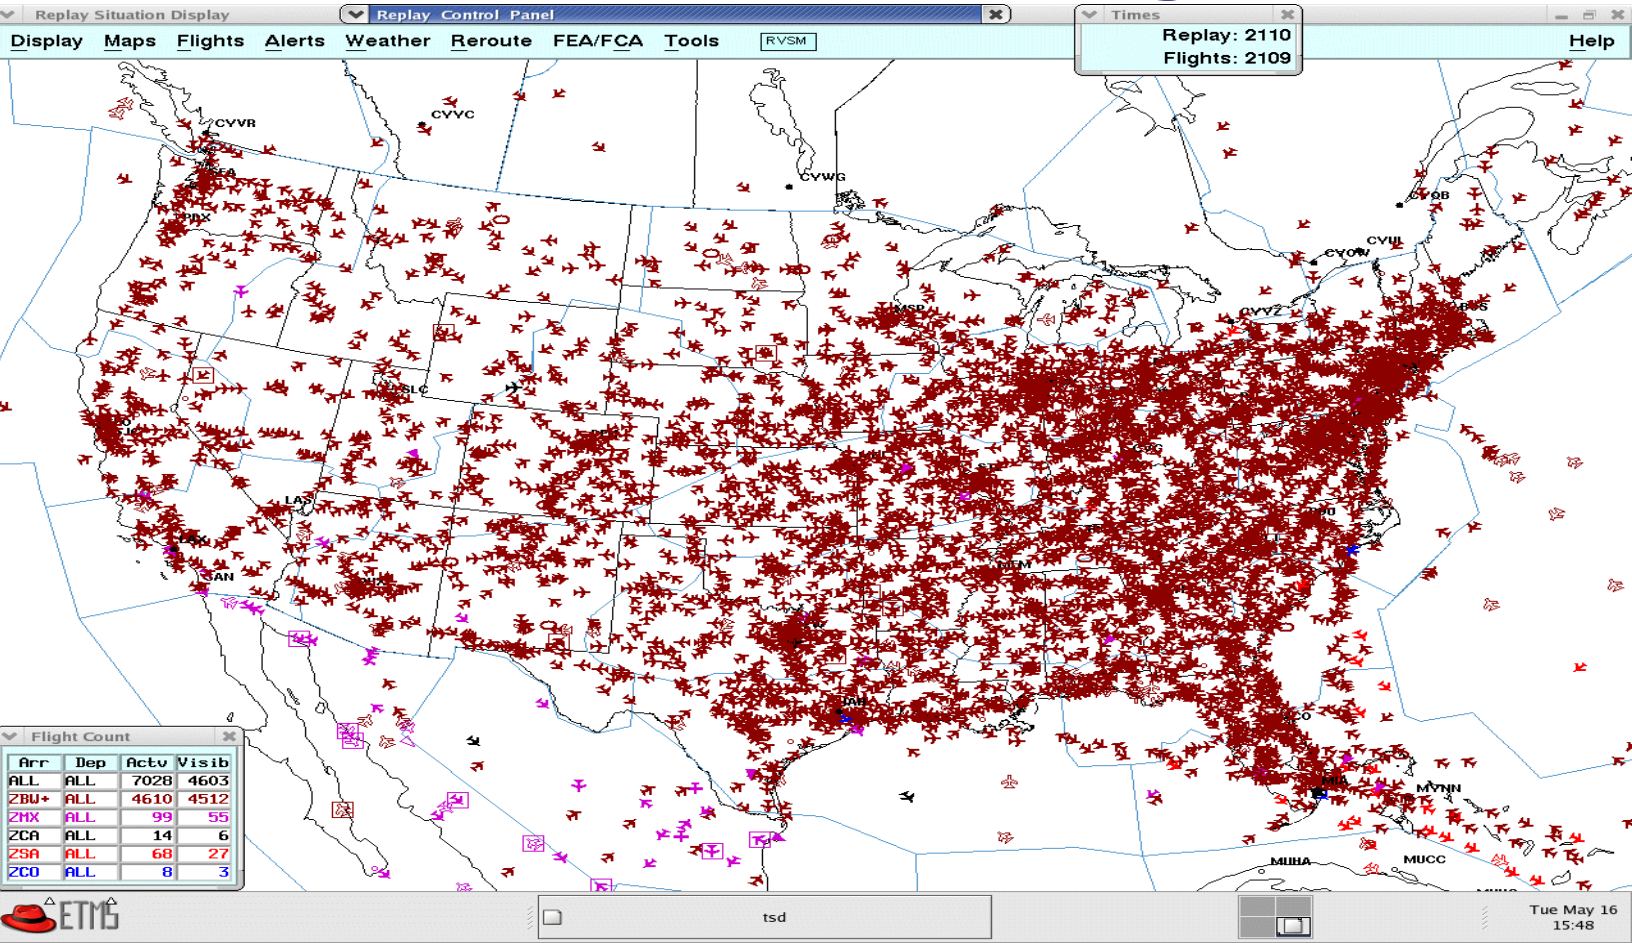 Replay Situation Display
Replay Control Panel
Times
Display Maps Flights Alerts Weather Reroute FEA/FCA Tools RVSM Help
Replay: 2110
Flights: 2109
CYVR
CYYC
CYWG
CYQB
CYUL
CYOW
CYYZ
SEA
PDX
MSP
BOS
SLC
LAS
LAX
SAN
MEM
IAH
MIA
MYNN
MUHA
MUCC
Flight Count
Arr Dep Actv Visib
ALL ALL 7028 4603
ZBW+ ALL 4610 4512
ZMX ALL 99 55
ZCA ALL 14 6
ZSA ALL 68 27
ZCO ALL 8 3
ETMS
tsd
Tue May 16
15:48